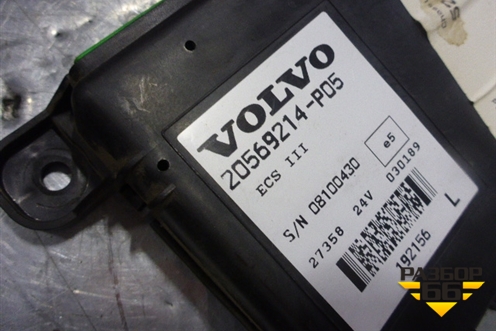 VOLVO
20569214-P05
ECS III
S/N 08100430
e5
27358 24V 030189
192156 L
РАЗБОР
66